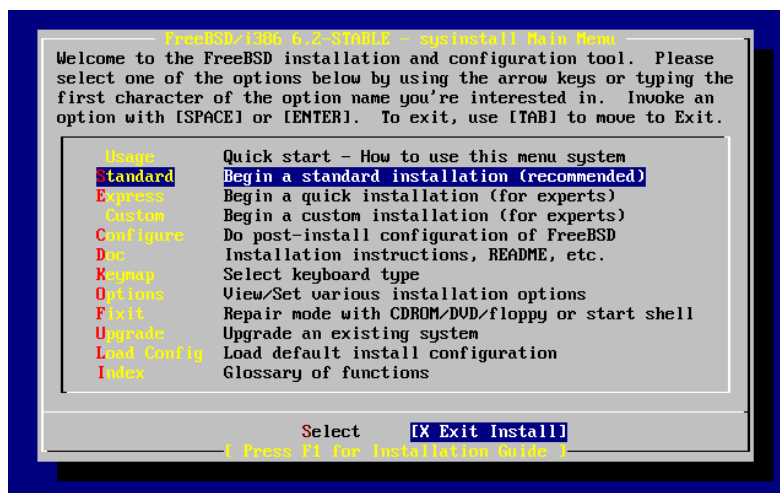 FreeBSD/i386 6.2-STABLE - sysinstall Main Menu
Welcome to the FreeBSD installation and configuration tool.  Please
select one of the options below by using the arrow keys or typing the
first character of the option name you're interested in.  Invoke an
option with [SPACE] or [ENTER].  To exit, use [TAB] to move to Exit.
Usage Quick start - How to use this menu system
Standard Begin a standard installation (recommended)
Express Begin a quick installation (for experts)
Custom Begin a custom installation (for experts)
Configure Do post-install configuration of FreeBSD
Doc Installation instructions, README, etc.
Keymap Select keyboard type
Options View/Set various installation options
Fixit Repair mode with CDROM/DVD/floppy or start shell
Upgrade Upgrade an existing system
Load Config Load default install configuration
Index Glossary of functions
Select [X Exit Install]
[ Press F1 for Installation Guide ]